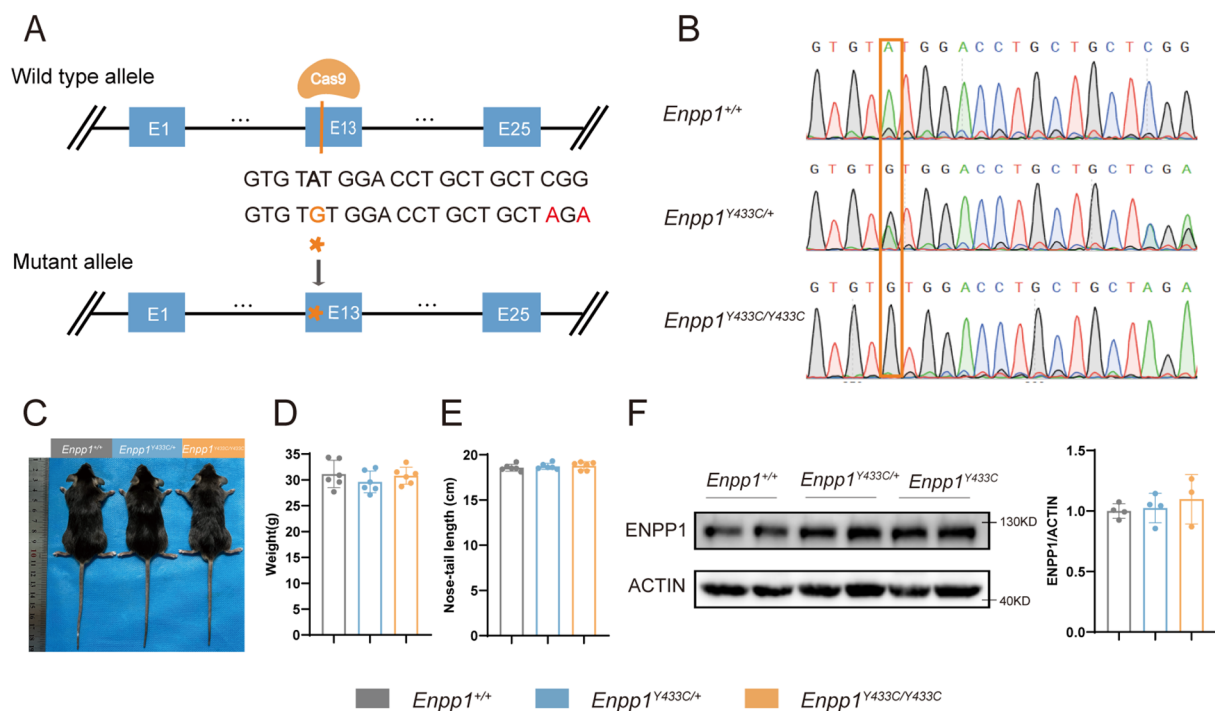 A
Wild type allele
Cas9
E1
...
E13
...
E25
GTG TAT GGA CCT GCT GCT CGG
GTG TGT GGA CCT GCT GCT AGA
Mutant allele
E1
...
E13
...
E25
B
G T G T A T G G A C C T G C T G C T C G G
Enpp1+/+
G T G T G T G G A C C T G C T G C T C G A
Enpp1Y433C/+
G T G T G T G G A C C T G C T G C T A G A
Enpp1Y433C/Y433C
C
Enpp1+/+ Enpp1Y433C/+
D
Weight(g)
35
30
25
20
15
10
5
0
E
Nose-tail length (cm)
20
15
10
5
0
F
Enpp1+/+ Enpp1Y433C/+ Enpp1Y433C
ENPP1
130KD
ACTIN
40KD
ENPP1/ACTIN
1.5
1.0
0.5
0.0
Enpp1+/+ Enpp1Y433C/+ Enpp1Y433C/Y433C